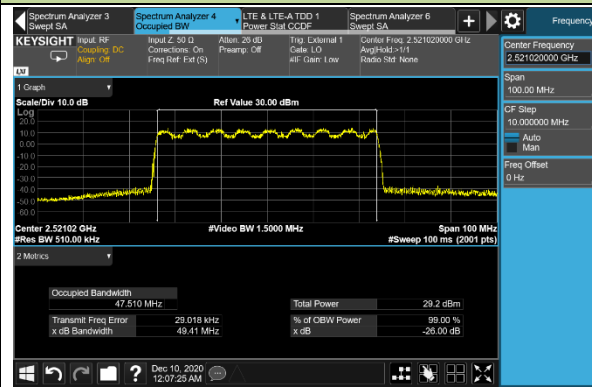 Spectrum Analyzer 3
Swept SA
Spectrum Analyzer 4
Occupied BW
LTE & LTE-A TDD 1
Power Stat CCDF
Spectrum Analyzer 6
Swept SA
+
Frequency
KEYSIGHT
Input: RF
Coupling: DC
Align: Off
Input Z: 50 Ω
Corrections: On
Freq Ref: Ext (S)
Atten: 26 dB
Preamp: Off
Trig: External 1
Gate: LO
#IF Gain: Low
Center Freq: 2.521020000 GHz
Avg|Hold:>1/1
Radio Std: None
LXI
Center Frequency
2.521020000 GHz
Span
100.00 MHz
CF Step
10.000000 MHz
Auto
Man
Freq Offset
0 Hz
1 Graph
Scale/Div 10.0 dB
Ref Value 30.00 dBm
Log
20.0
10.0
0.00
-10.0
-20.0
-30.0
-40.0
-50.0
-60.0
Center 2.52102 GHz
#Res BW 510.00 kHz
#Video BW 1.5000 MHz
Span 100 MHz
#Sweep 100 ms (2001 pts)
2 Metrics
Occupied Bandwidth
47.510 MHz
Total Power
29.2 dBm
Transmit Freq Error
29.018 kHz
% of OBW Power
99.00 %
x dB Bandwidth
49.41 MHz
x dB
-26.00 dB
?
Dec 10, 2020
12:07:25 AM